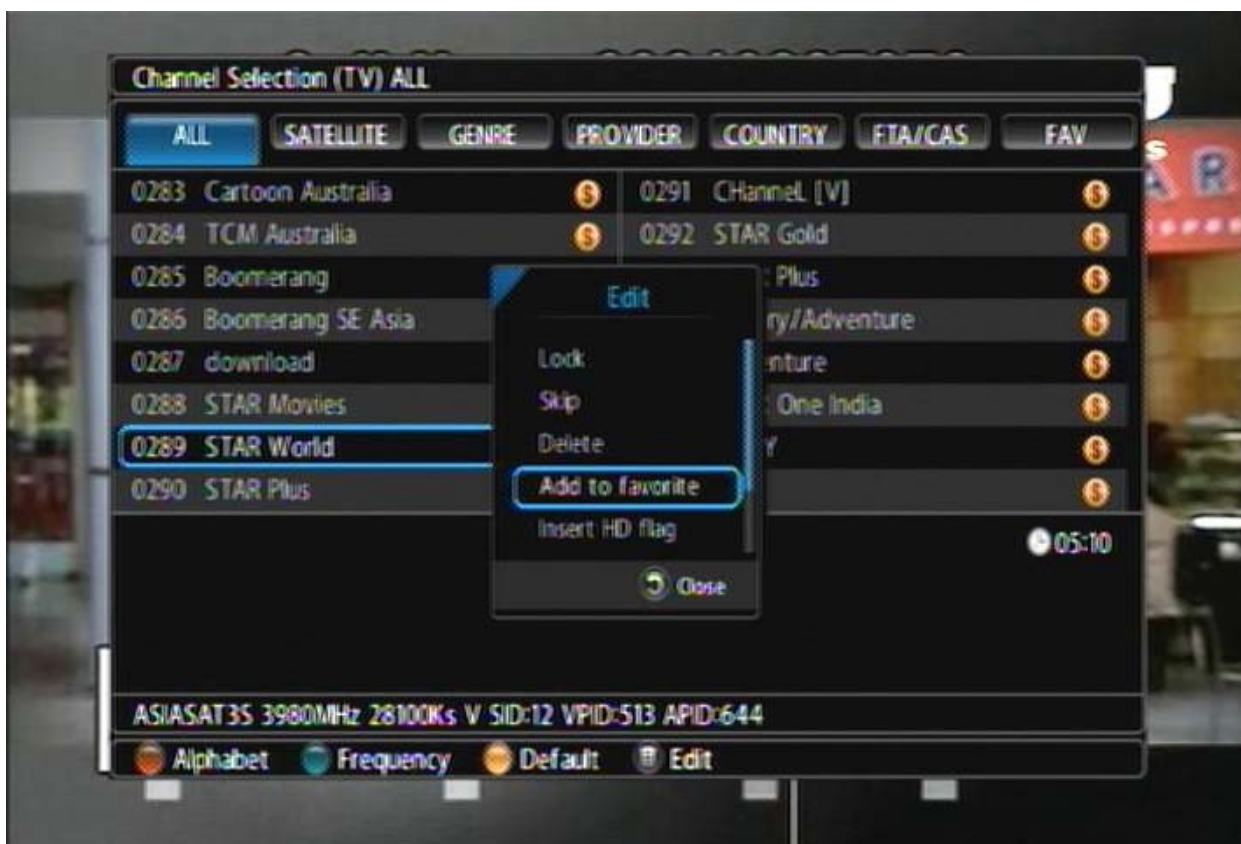 Channel Selection (TV) ALL
ALL SATELLITE GENRE PROVIDER COUNTRY FTA/CAS FAV
0283 Cartoon Australia S 0291 CHanneL [V] S
0284 TCM Australia S 0292 STAR Gold S
0285 Boomerang Plus S
0286 Boomerang SE Asia ry/Adventure S
0287 download nture S
0288 STAR Movies One India S
0289 STAR World Y S
0290 STAR Plus S
Edit
Lock
Skip
Delete
Add to favorite
Insert HD flag
Close
05:10
ASIASAT3S 3980MHz 28100Ks V SID:12 VPID:513 APID:644
Alphabet Frequency Default Edit
AR